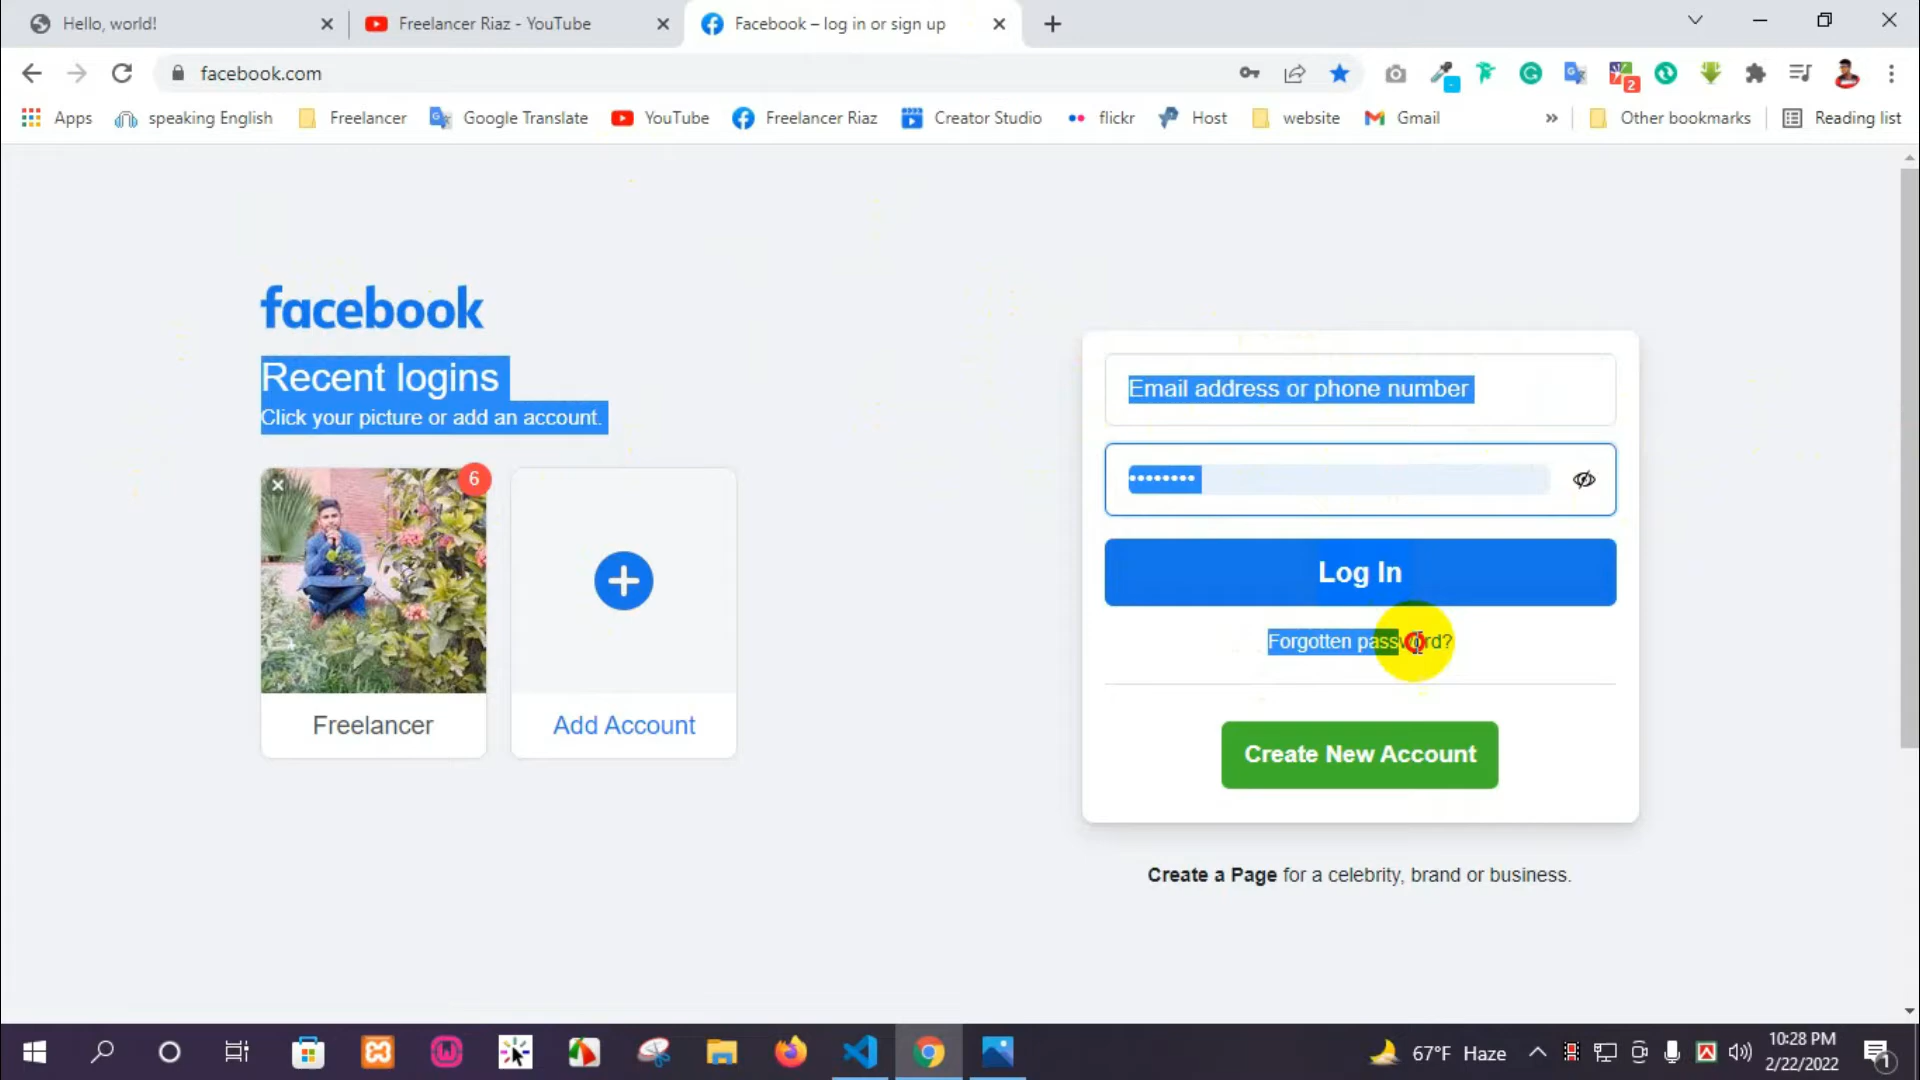 Hello, world!
Freelancer Riaz - YouTube
Facebook – log in or sign up
facebook.com
2
Apps
speaking English
Freelancer
Google Translate
YouTube
Freelancer Riaz
Creator Studio
flickr
Host
website
Gmail
»
Other bookmarks
Reading list
facebook
Recent logins
Click your picture or add an account.
6
Freelancer
Add Account
Email address or phone number
••••••••
Log In
Forgotten password?
Create New Account
Create a Page for a celebrity, brand or business.
67°F Haze
10:28 PM
2/22/2022
1